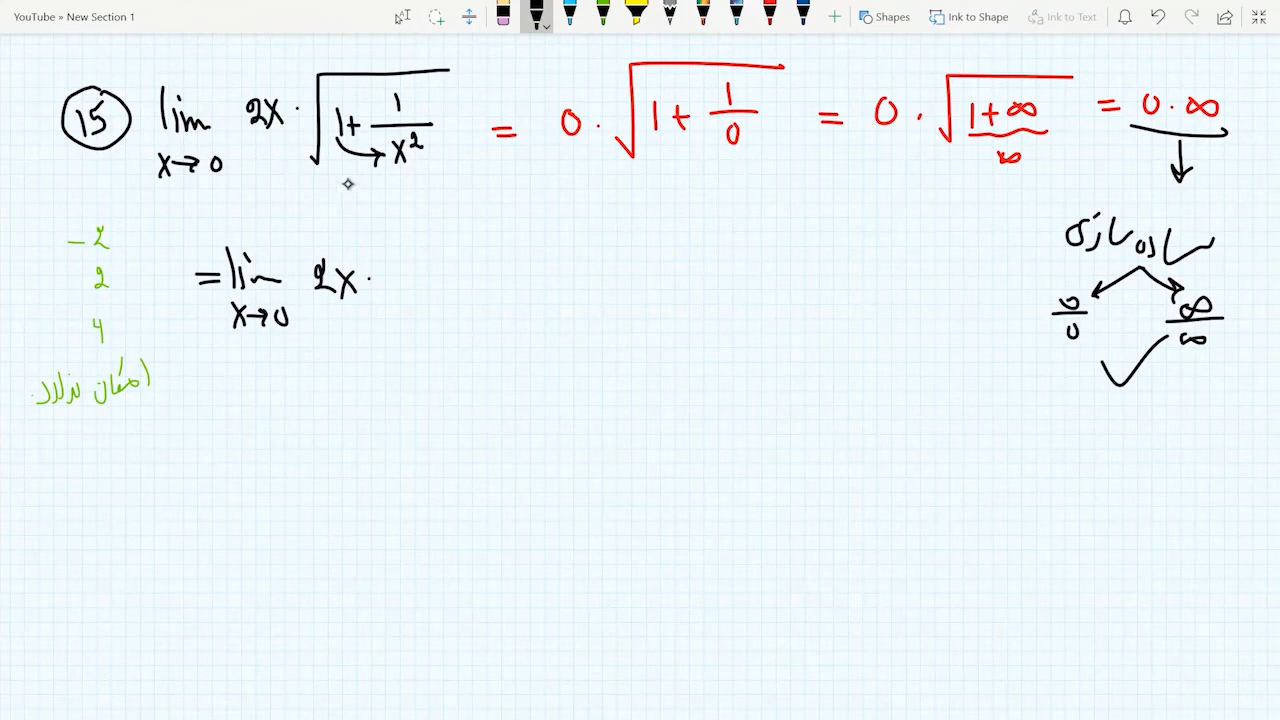 YouTube » New Section 1
Shapes
Ink to Shape
Ink to Text
15 lim x→0 2x · √(1 + 1/x²) = 0 · √(1 + 1/0) = 0 · √(1+∞) = 0 · ∞
∞
ساده سازی
0/0 ∞/∞
= lim x→0 2x ·
-2
2
4
امکان ندارد